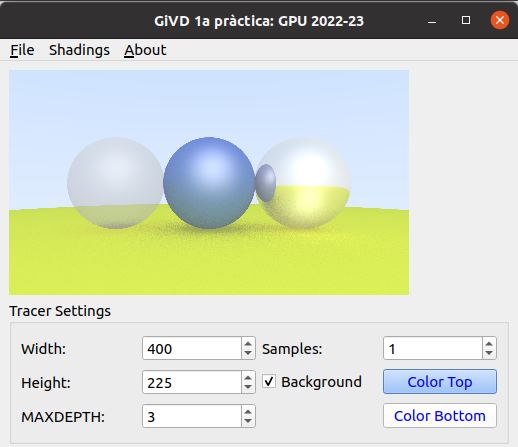 GiVD 1a pràctica: GPU 2022-23
File Shadings About
Tracer Settings
Width: 400 Samples: 1
Height: 225 Background Color Top
MAXDEPTH: 3 Color Bottom